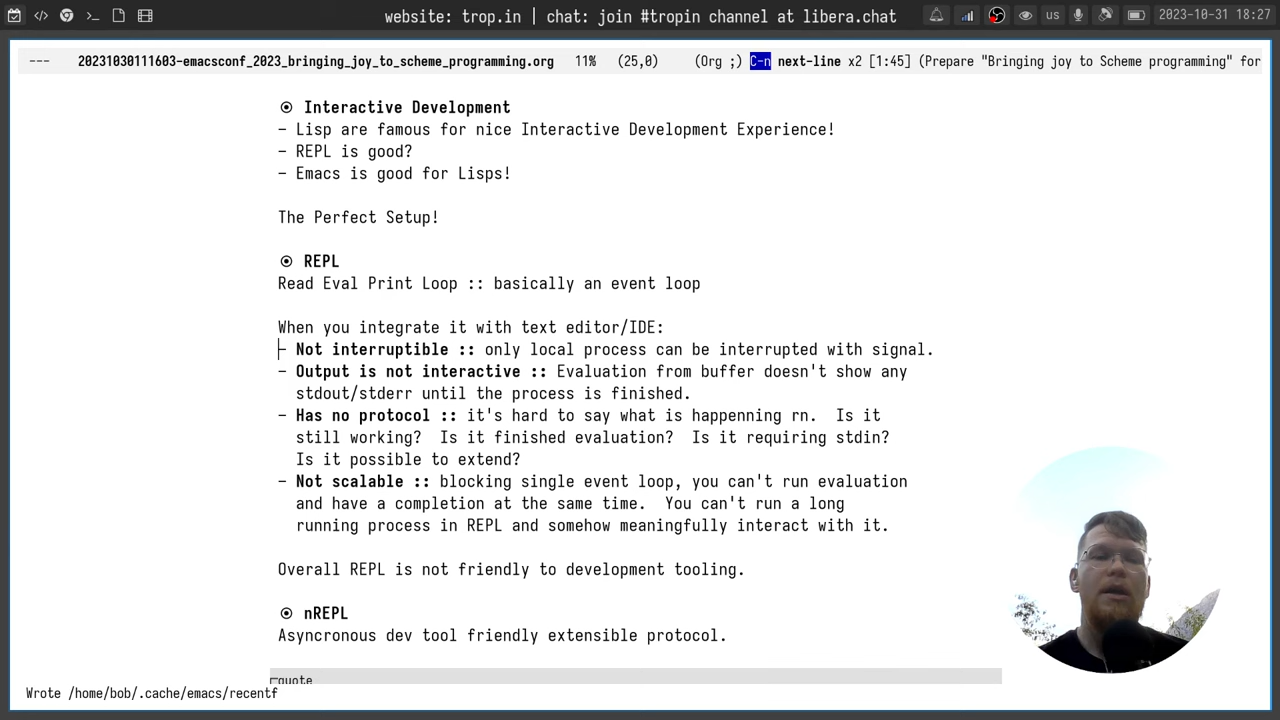 website: trop.in | chat: join #tropin channel at libera.chat
us
2023-10-31 18:27
--- 20231030111603-emacsconf_2023_bringing_joy_to_scheme_programming.org 11% (25,0) (Org ;) C-n next-line x2 [1:45] (Prepare "Bringing joy to Scheme programming" for
Interactive Development
- Lisp are famous for nice Interactive Development Experience!
- REPL is good?
- Emacs is good for Lisps!
The Perfect Setup!
REPL
Read Eval Print Loop :: basically an event loop
When you integrate it with text editor/IDE:
- Not interruptible :: only local process can be interrupted with signal.
- Output is not interactive :: Evaluation from buffer doesn't show any
stdout/stderr until the process is finished.
- Has no protocol :: it's hard to say what is happenning rn.  Is it
still working?  Is it finished evaluation?  Is it requiring stdin?
Is it possible to extend?
- Not scalable :: blocking single event loop, you can't run evaluation
and have a completion at the same time.  You can't run a long
running process in REPL and somehow meaningfully interact with it.
Overall REPL is not friendly to development tooling.
nREPL
Asyncronous dev tool friendly extensible protocol.
quote
Wrote /home/bob/.cache/emacs/recentf